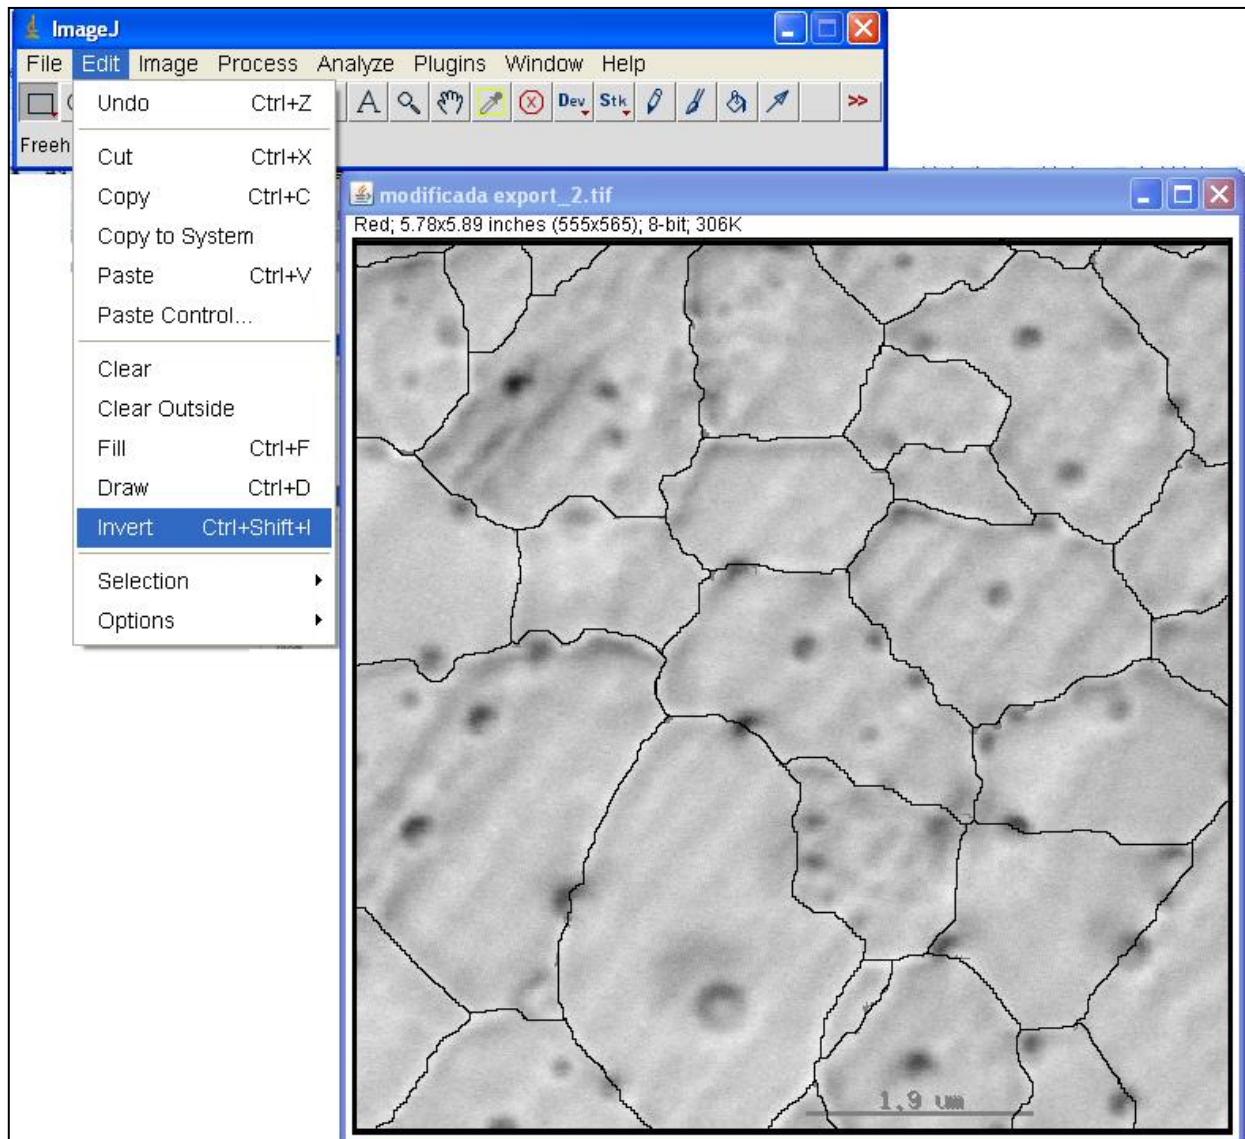 ImageJ
File Edit Image Process Analyze Plugins Window Help
A Dev Stk >>
Freeh
Undo Ctrl+Z
Cut Ctrl+X
Copy Ctrl+C
Copy to System
Paste Ctrl+V
Paste Control...
Clear
Clear Outside
Fill Ctrl+F
Draw Ctrl+D
Invert Ctrl+Shift+I
Selection
Options
modificada export_2.tif
Red; 5.78x5.89 inches (555x565); 8-bit; 306K
1.9 um